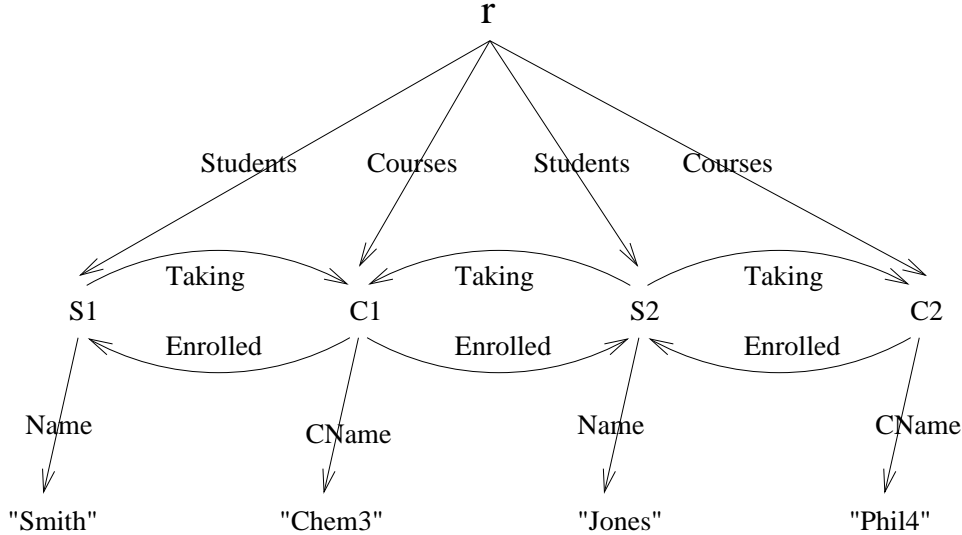 r
Students Courses Students Courses
Taking Taking Taking
S1 C1 S2 C2
Enrolled Enrolled Enrolled
Name CName Name CName
"Smith" "Chem3" "Jones" "Phil4"